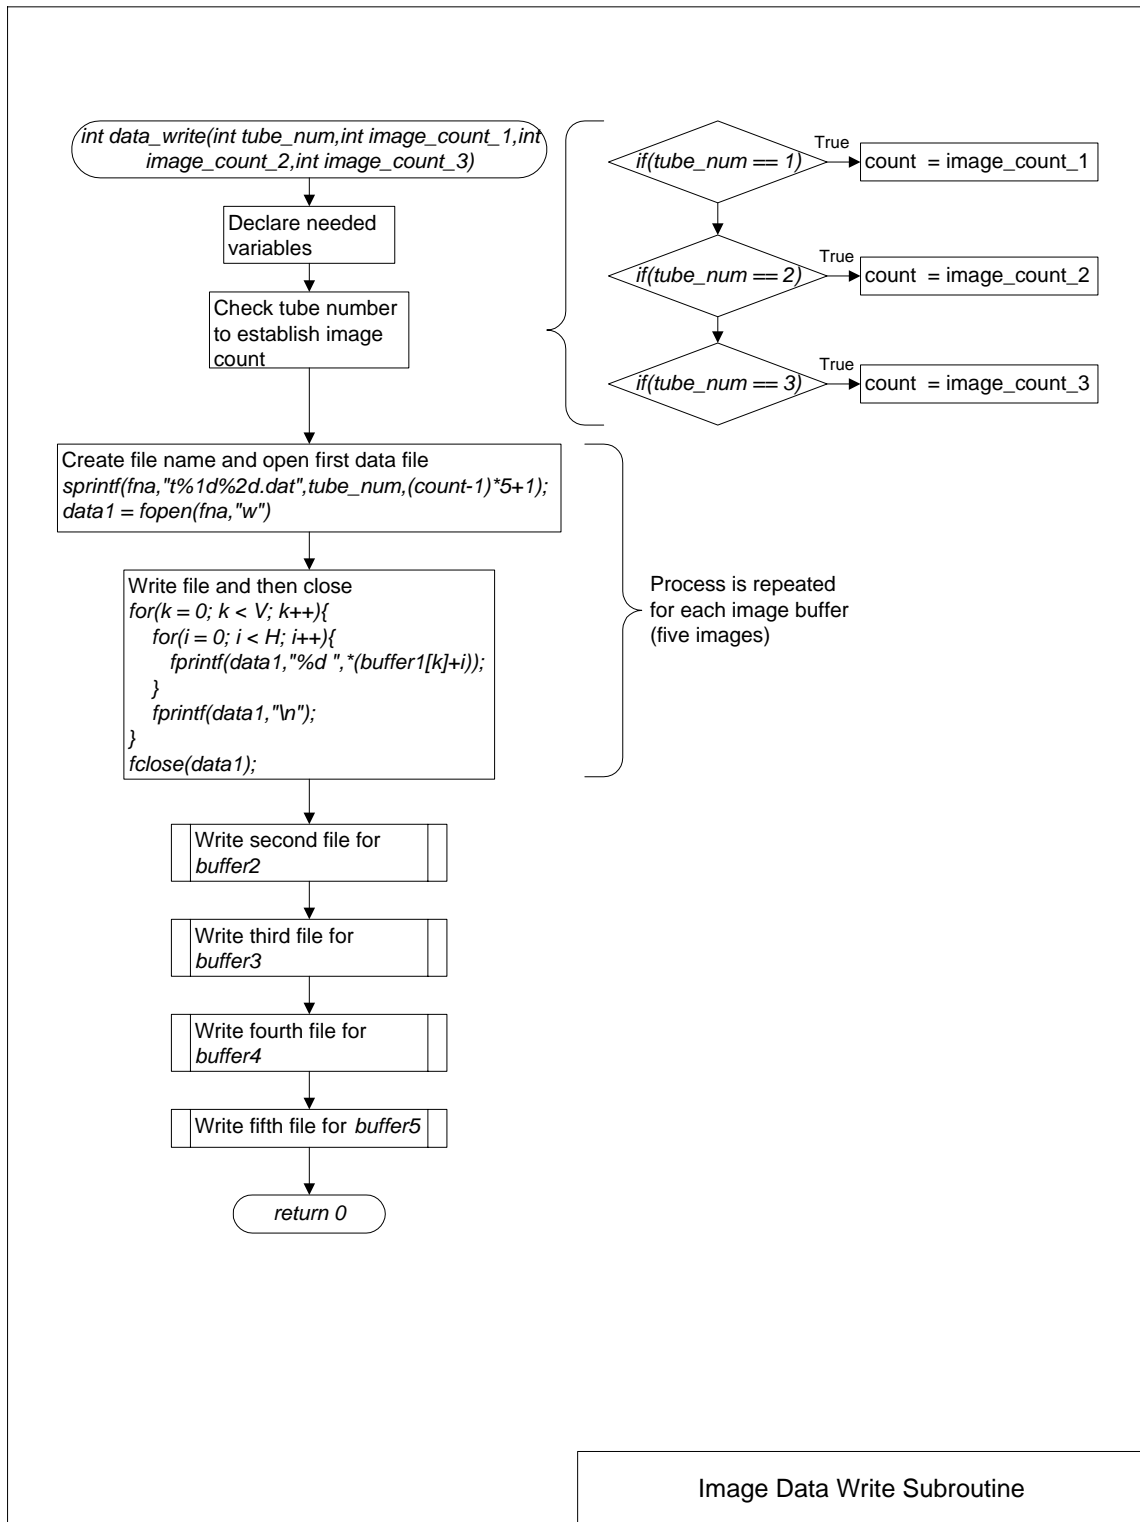 int data_write(int tube_num,int image_count_1,int
image_count_2,int image_count_3)
Declare needed
variables
Check tube number
to establish image
count
if(tube_num == 1)
True
count = image_count_1
if(tube_num == 2)
True
count = image_count_2
if(tube_num == 3)
True
count = image_count_3
Create file name and open first data file
sprintf(fna,"t%1d%2d.dat",tube_num,(count-1)*5+1);
data1 = fopen(fna,"w")
Write file and then close
for(k = 0; k < V; k++){
for(i = 0; i < H; i++){
fprintf(data1,"%d ",*(buffer1[k]+i));
}
fprintf(data1,"\n");
}
fclose(data1);
Process is repeated
for each image buffer
(five images)
Write second file for
buffer2
Write third file for
buffer3
Write fourth file for
buffer4
Write fifth file for buffer5
return 0
Image Data Write Subroutine